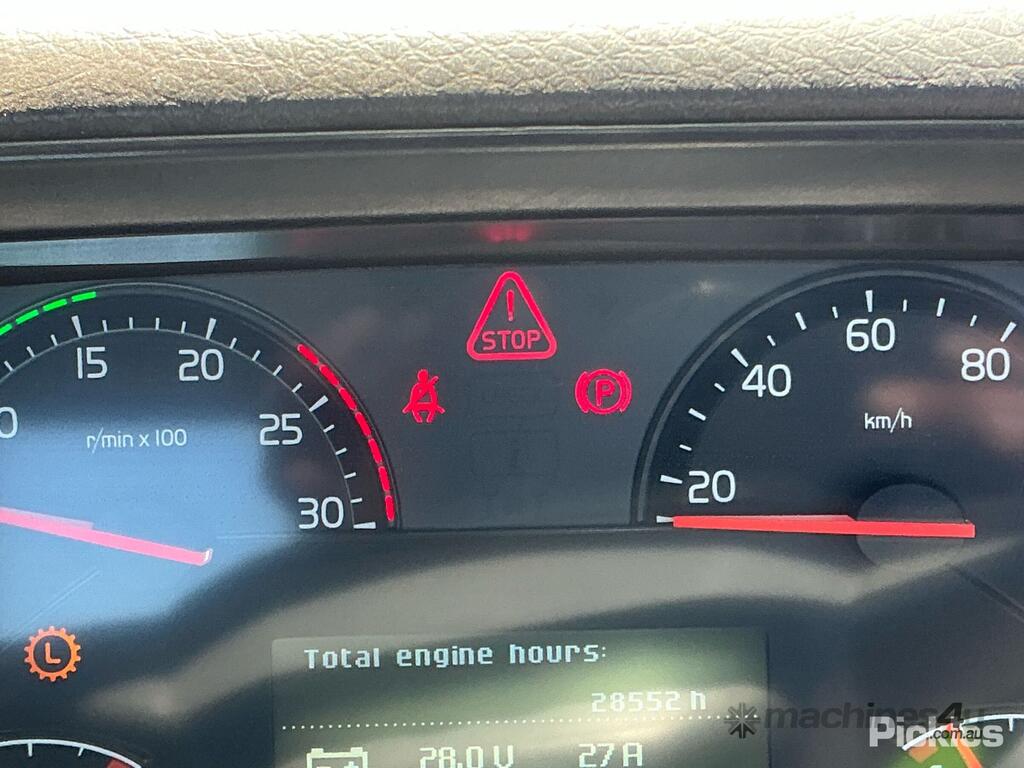 STOP
P
15
20
25
30
r/min x 100
20
40
60
80
km/h
L
Total engine hours:
28552 h
28.0 V 27 A
machines4u
.com.au
Pickles